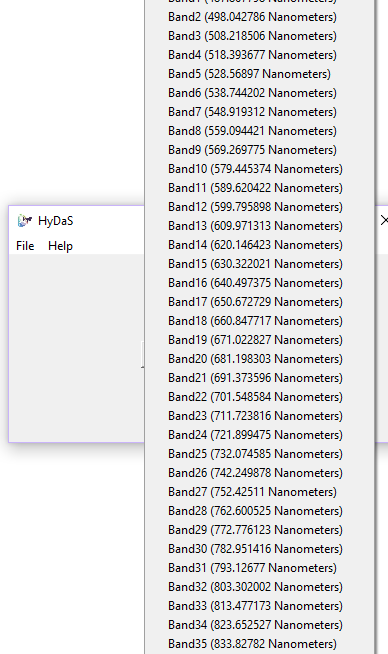 Band2 (498.042786 Nanometers)
Band3 (508.218506 Nanometers)
Band4 (518.393677 Nanometers)
Band5 (528.56897 Nanometers)
Band6 (538.744202 Nanometers)
Band7 (548.919312 Nanometers)
Band8 (559.094421 Nanometers)
Band9 (569.269775 Nanometers)
Band10 (579.445374 Nanometers)
Band11 (589.620422 Nanometers)
Band12 (599.795898 Nanometers)
HyDaS
Band13 (609.971313 Nanometers)
File Help
Band14 (620.146423 Nanometers)
Band15 (630.322021 Nanometers)
Band16 (640.497375 Nanometers)
Band17 (650.672729 Nanometers)
Band18 (660.847717 Nanometers)
Band19 (671.022827 Nanometers)
Band20 (681.198303 Nanometers)
Band21 (691.373596 Nanometers)
Band22 (701.548584 Nanometers)
Band23 (711.723816 Nanometers)
Band24 (721.899475 Nanometers)
Band25 (732.074585 Nanometers)
Band26 (742.249878 Nanometers)
Band27 (752.42511 Nanometers)
Band28 (762.600525 Nanometers)
Band29 (772.776123 Nanometers)
Band30 (782.951416 Nanometers)
Band31 (793.12677 Nanometers)
Band32 (803.302002 Nanometers)
Band33 (813.477173 Nanometers)
Band34 (823.652527 Nanometers)
Band35 (833.82782 Nanometers)